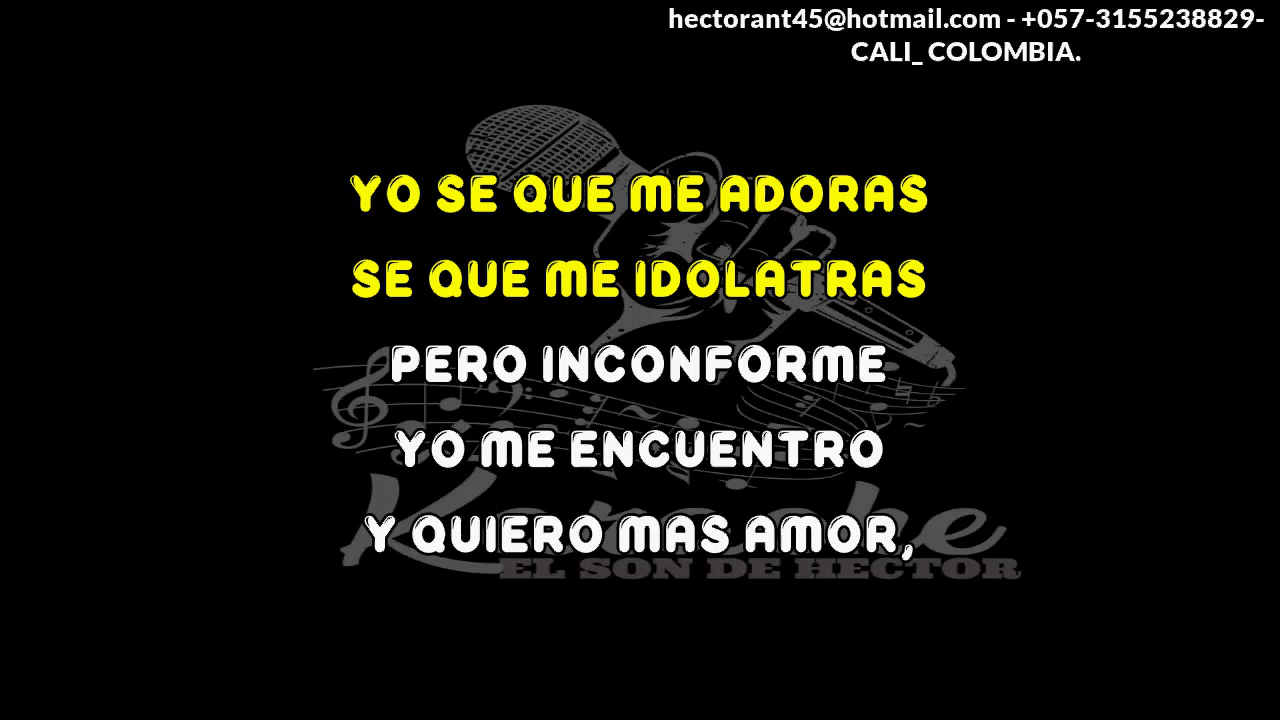 hectorant45@hotmail.com - +057-3155238829-
CALI_ COLOMBIA.
YO SE QUE ME ADORAS
SE QUE ME IDOLATRAS
PERO INCONFORME
YO ME ENCUENTRO
Y QUIERO MAS AMOR,
Karaoke
EL SON DE HECTOR